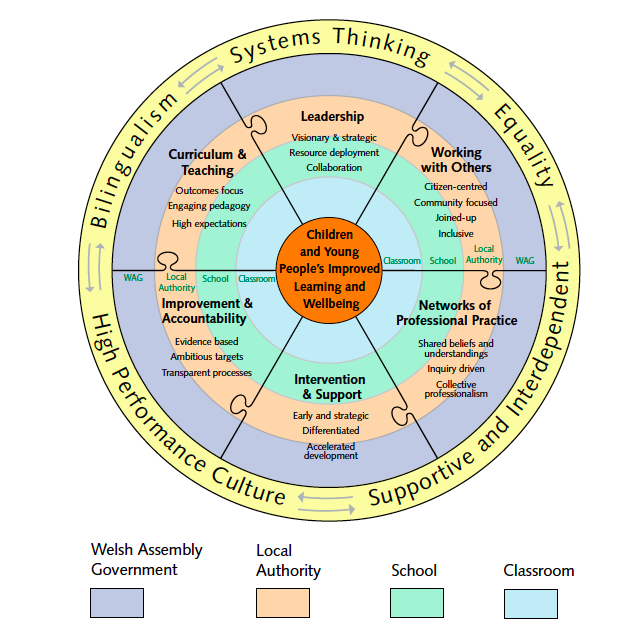 Systems Thinking
Equality
Supportive and Interdependent
High Performance Culture
Bilingualism
Leadership
Visionary & strategic
Resource deployment
Collaboration
Working
with Others
Citizen-centred
Community focused
Joined-up
Inclusive
Curriculum &
Teaching
Outcomes focus
Engaging pedagogy
High expectations
Children
and Young
People's Improved
Learning and
Wellbeing
Classroom
School
Local
Authority
WAG
WAG
Local
Authority
School
Classroom
Improvement &
Accountability
Evidence based
Ambitious targets
Transparent processes
Networks of
Professional Practice
Shared beliefs and
understandings
Inquiry driven
Collective
professionalism
Intervention
& Support
Early and strategic
Differentiated
Accelerated
development
Welsh Assembly
Government
Local
Authority
School
Classroom